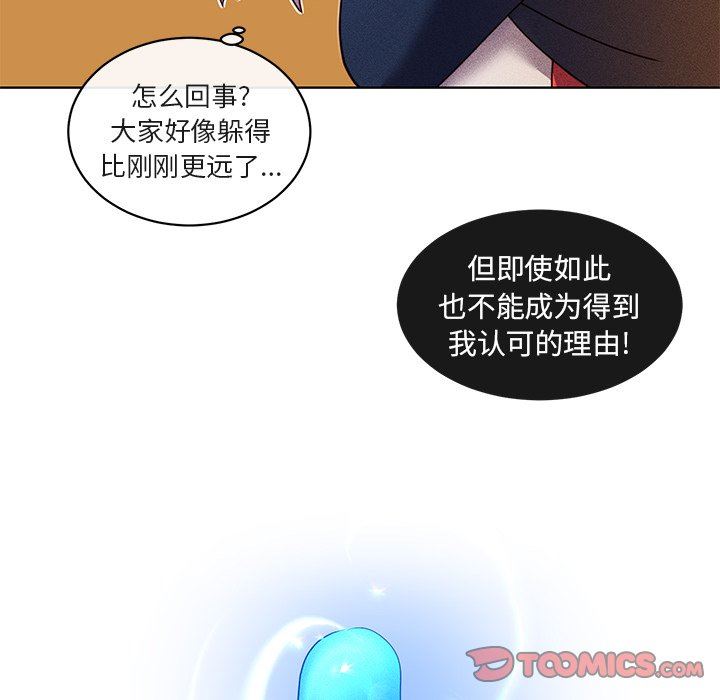 怎么回事?
大家好像躲得
比刚刚更远了...
但即使如此
也不能成为得到
我认可的理由!
TOOMICS.COM